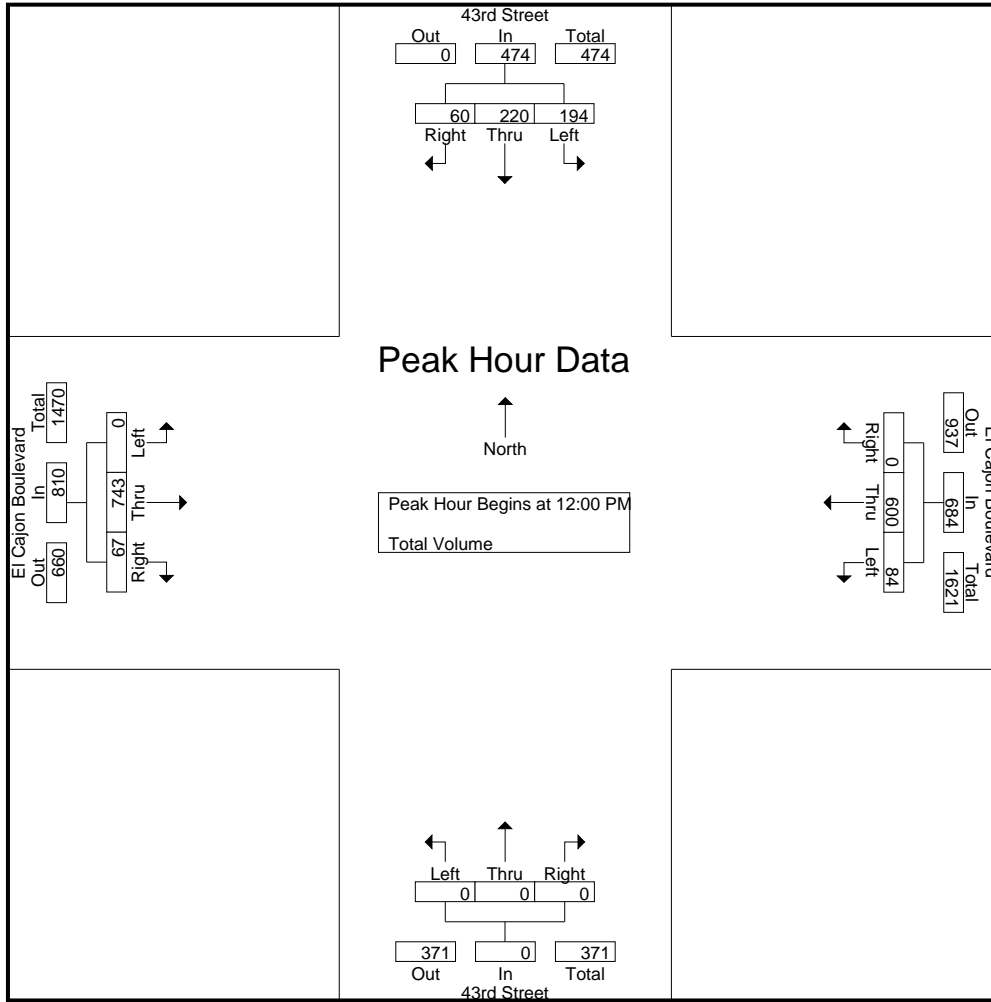 43rd Street
Out In Total
0 474 474
60 220 194
Right Thru Left
Peak Hour Data
North
Peak Hour Begins at 12:00 PM
Total Volume
El Cajon Boulevard
Out In Total
660 810 1470
67 743 0
Right Thru Left
El Cajon Boulevard
Out In Total
937 684 1621
0 600 84
Right Thru Left
Left Thru Right
0 0 0
371 0 371
Out In Total
43rd Street